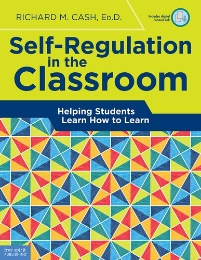 RICHARD M. CASH, ED.D.
Self-Regulation
in the
Classroom
Helping Students
Learn How to Learn